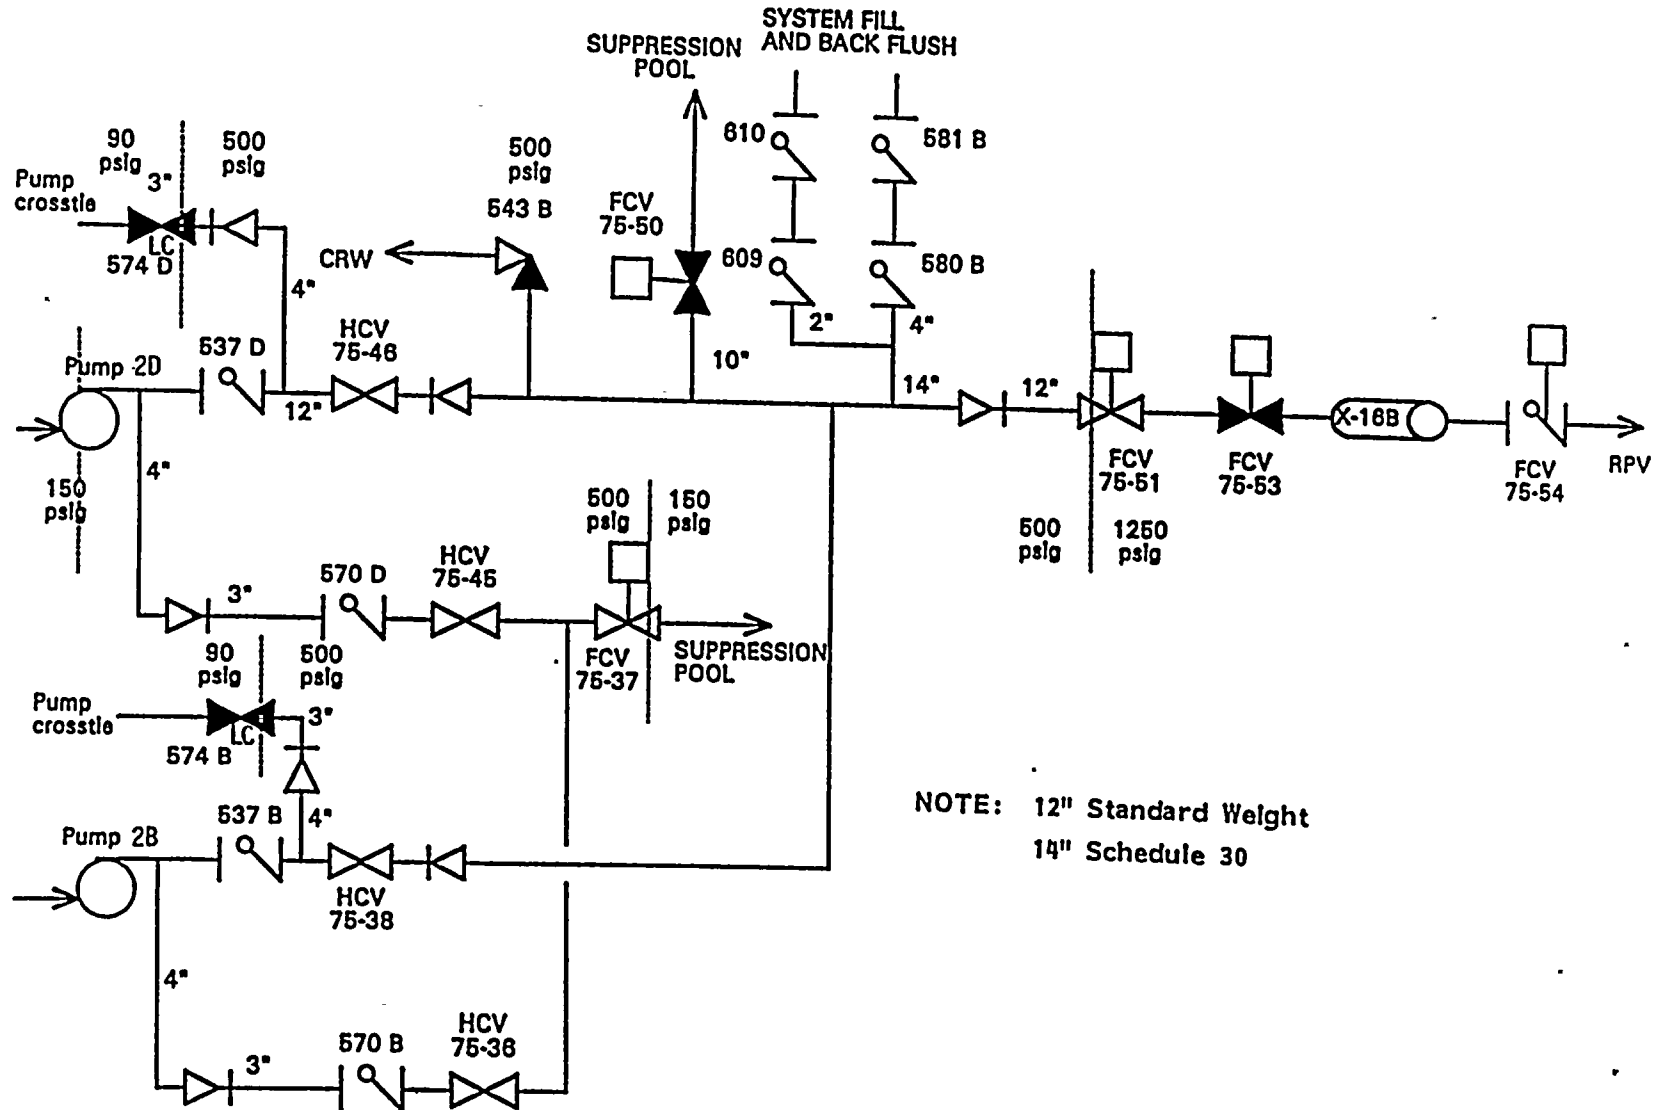 SYSTEM FILL
AND BACK FLUSH
SUPPRESSION
POOL
90
psig
3"
500
psig
Pump
crosstie
LC
574 D
4"
500
psig
543 B
CRW
FCV
75-50
610
581 B
609
580 B
2"
4"
10"
14"
Pump 2D
537 D
HCV
75-46
12"
12"
150
psig
4"
FCV
75-51
FCV
75-53
X-16B
FCV
75-54
RPV
500
psig
1250
psig
3"
570 D
HCV
75-45
500
psig
150
psig
FCV
75-37
SUPPRESSION
POOL
90
psig
500
psig
Pump
crosstie
LC
3"
574 B
4"
Pump 2B
537 B
HCV
75-38
4"
3"
570 B
HCV
75-36
NOTE: 12" Standard Weight
14" Schedule 30